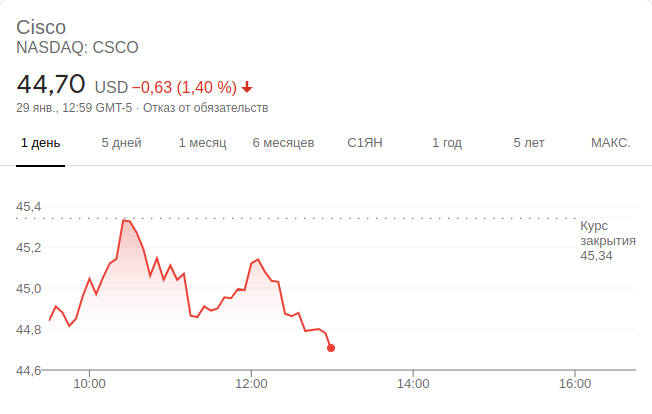 Cisco
NASDAQ: CSCO
44,70 USD −0,63 (1,40 %)
29 янв., 12:59 GMT-5 · Отказ от обязательств
1 день 5 дней 1 месяц 6 месяцев С1ЯН 1 год 5 лет МАКС.
45,4
Курс
закрытия
45,34
45,2
45,0
44,8
44,6
10:00 12:00 14:00 16:00